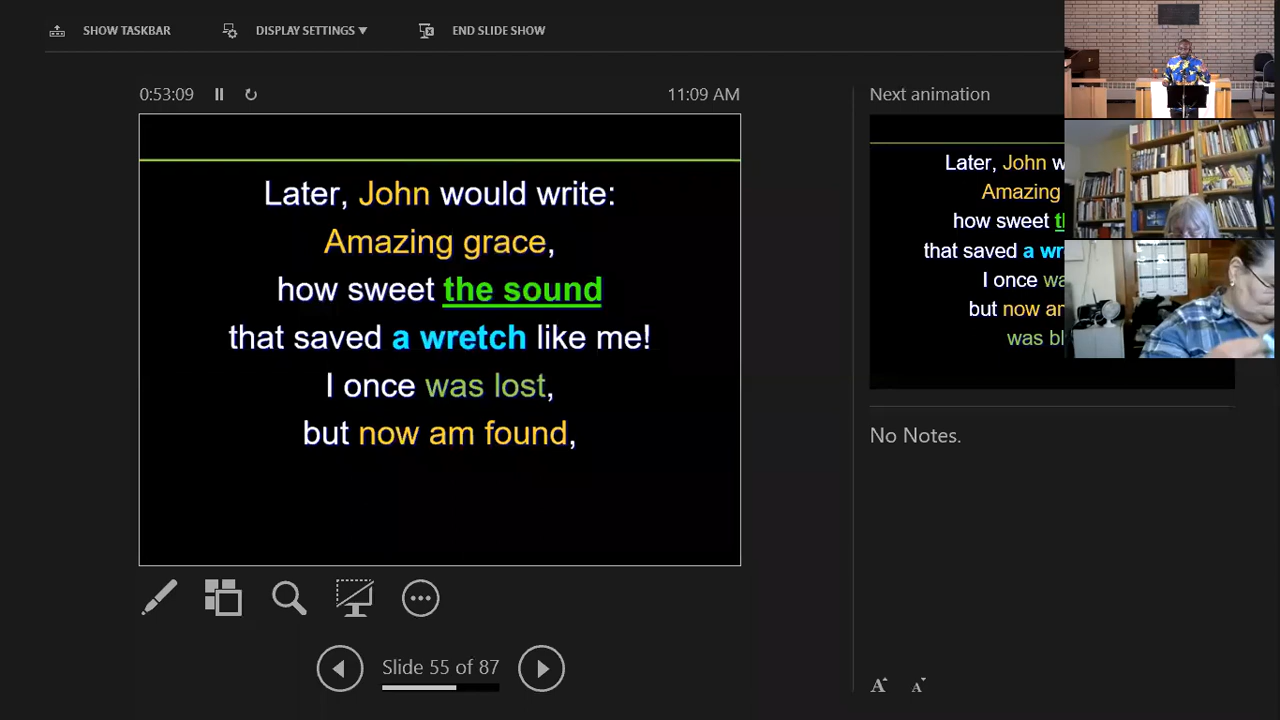 SHOW TASKBAR
DISPLAY SETTINGS
END SLIDE SHOW
0:53:09
11:09 AM
Later, John would write:
Amazing grace,
how sweet the sound
that saved a wretch like me!
I once was lost,
but now am found,
Slide 55 of 87
Next animation
Later, John
Amazing
how sweet
that saved a
I once
but now
was
No Notes.
A
A